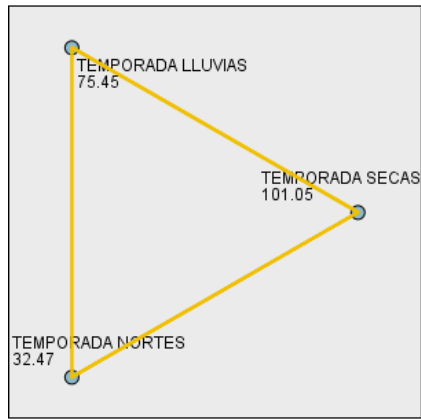 TEMPORADA LLUVIAS
75.45
TEMPORADA SECAS
101.05
TEMPORADA NORTES
32.47